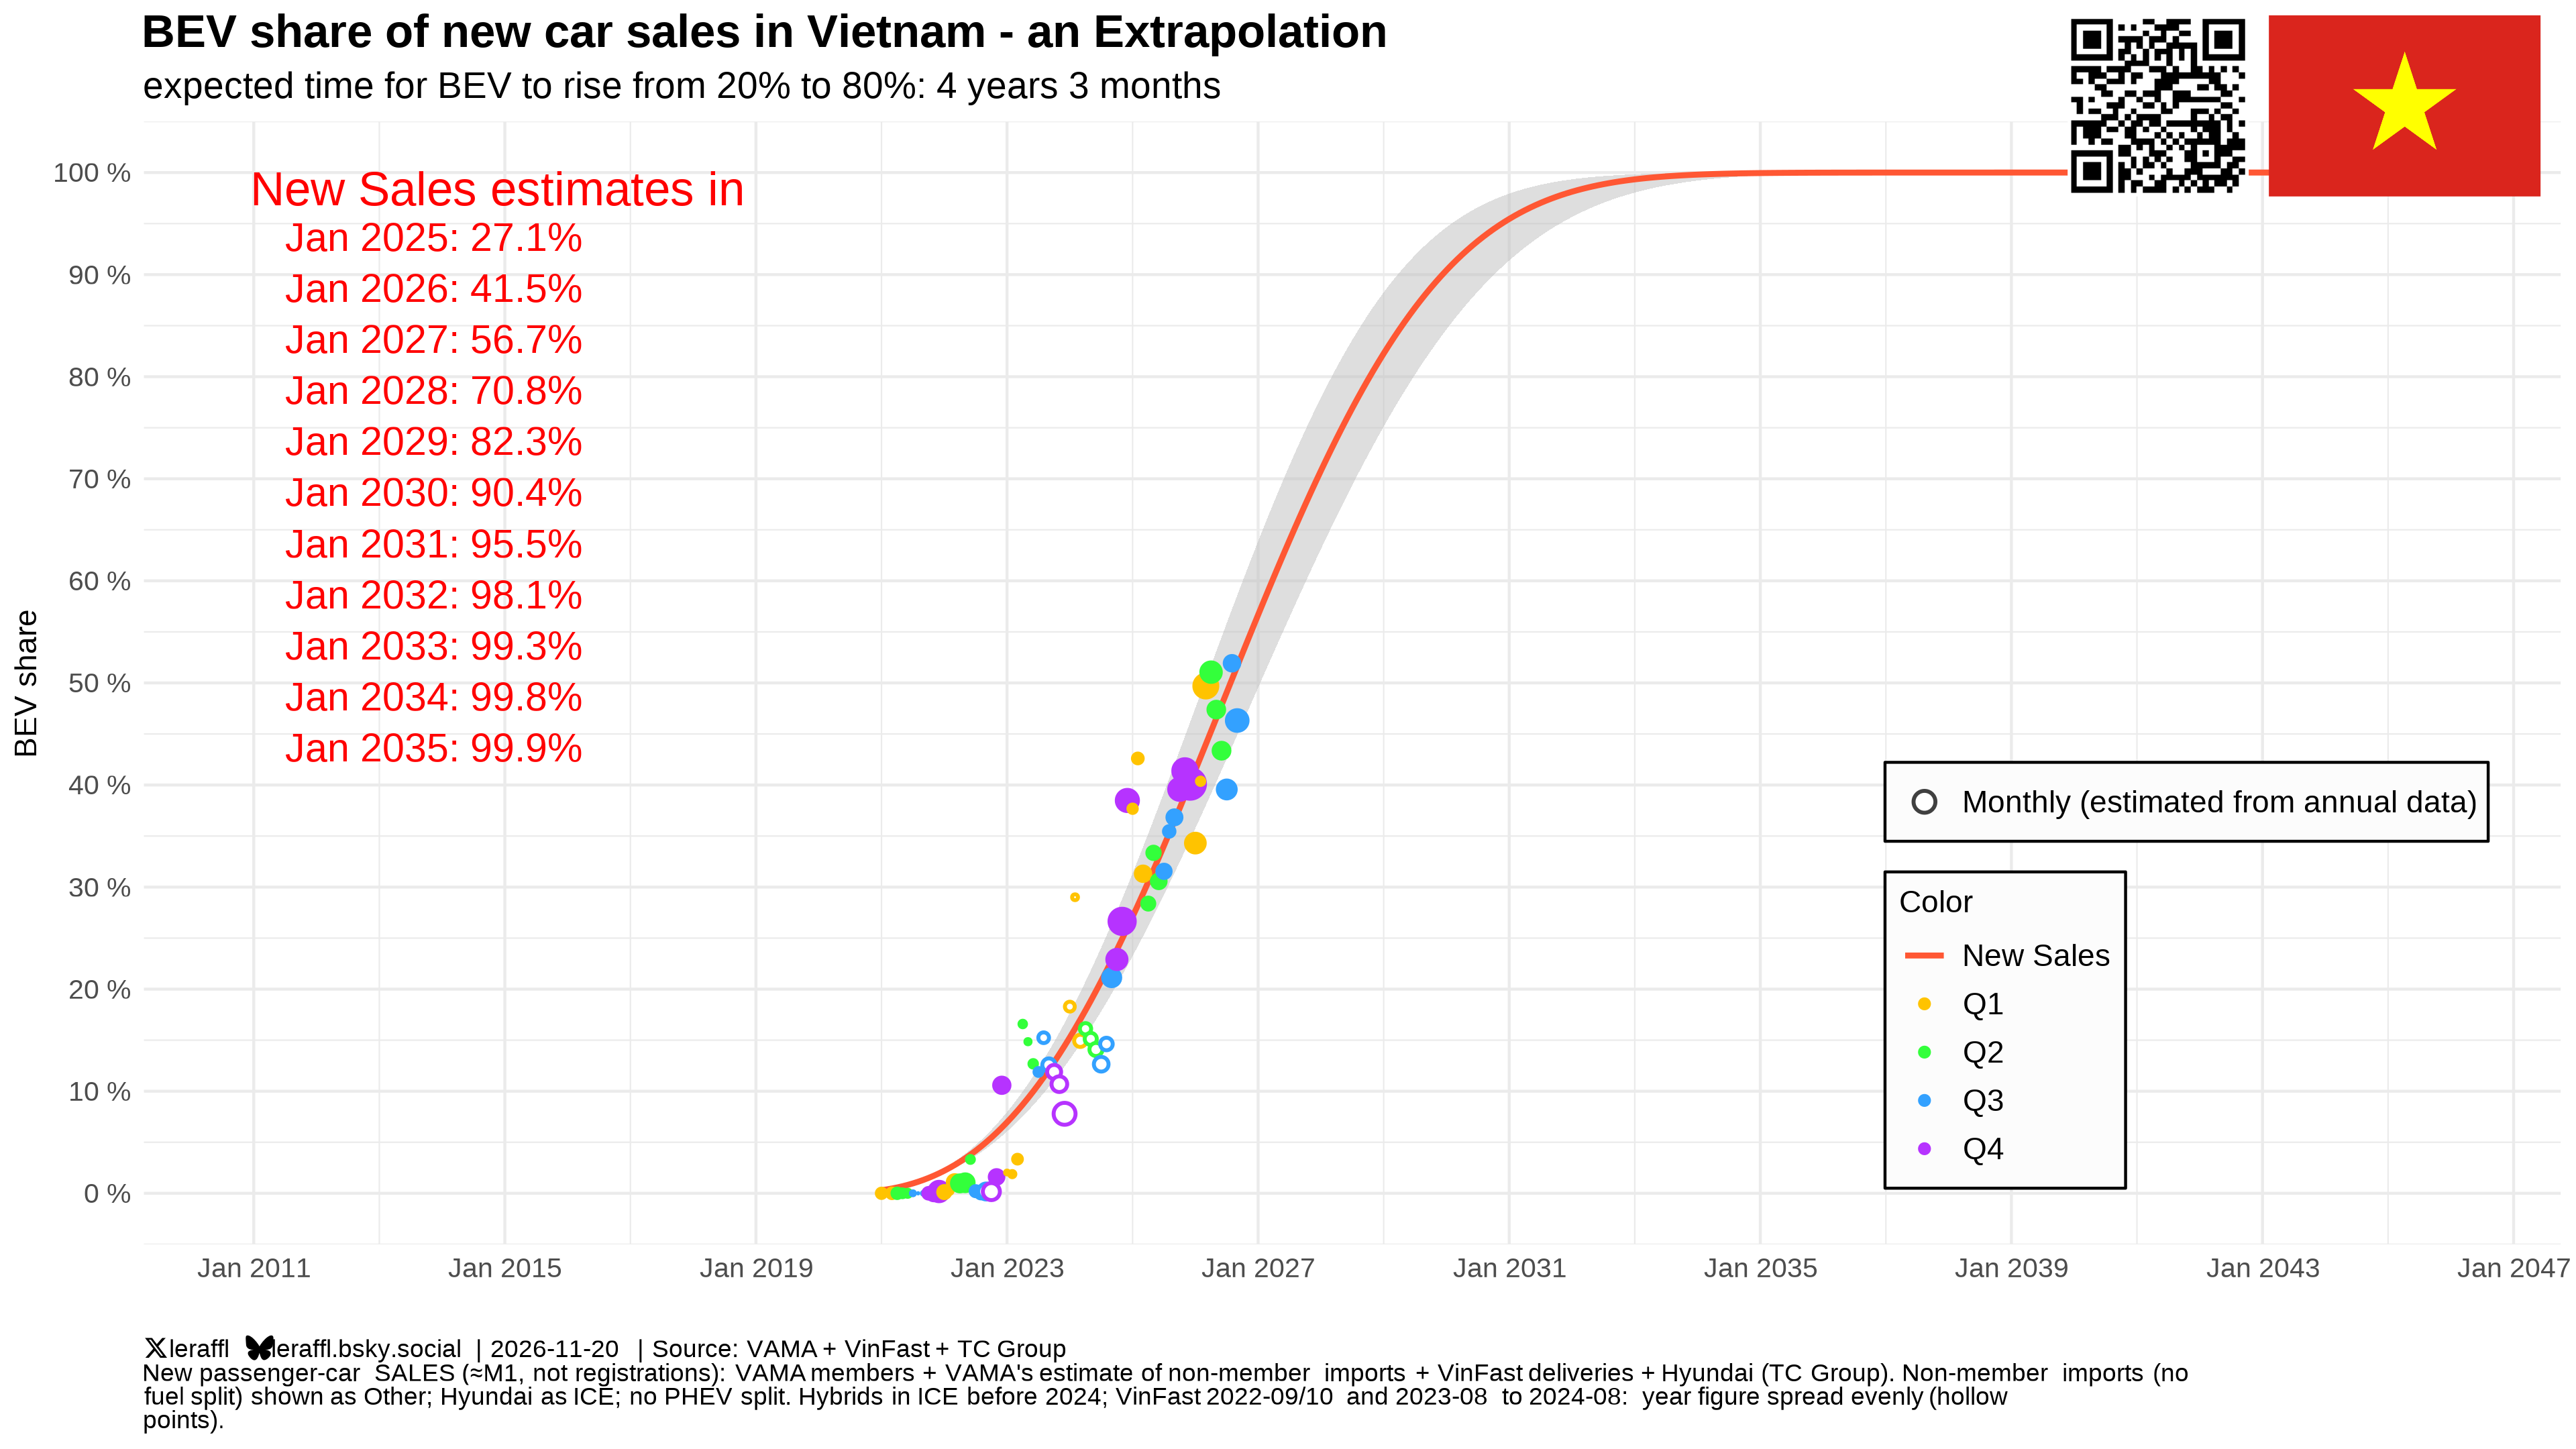 BEV share of new car sales in Vietnam - an Extrapolation
expected time for BEV to rise from 20% to 80%: 4 years 3 months
New Sales estimates in
Jan 2025: 27.1%
Jan 2026: 41.5%
Jan 2027: 56.7%
Jan 2028: 70.8%
Jan 2029: 82.3%
Jan 2030: 90.4%
Jan 2031: 95.5%
Jan 2032: 98.1%
Jan 2033: 99.3%
Jan 2034: 99.8%
Jan 2035: 99.9%
BEV share
100 %
90 %
80 %
70 %
60 %
50 %
40 %
30 %
20 %
10 %
0 %
Monthly (estimated from annual data)
Color
New Sales
Q1
Q2
Q3
Q4
Jan 2011
Jan 2015
Jan 2019
Jan 2023
Jan 2027
Jan 2031
Jan 2035
Jan 2039
Jan 2043
Jan 2047
leraffl leraffl.bsky.social | 2026-11-20 | Source: VAMA + VinFast + TC Group
New passenger-car SALES (≈M1, not registrations): VAMA members + VAMA's estimate of non-member imports + VinFast deliveries + Hyundai (TC Group). Non-member imports (no
fuel split) shown as Other; Hyundai as ICE; no PHEV split. Hybrids in ICE before 2024; VinFast 2022-09/10 and 2023-08 to 2024-08: year figure spread evenly (hollow
points).